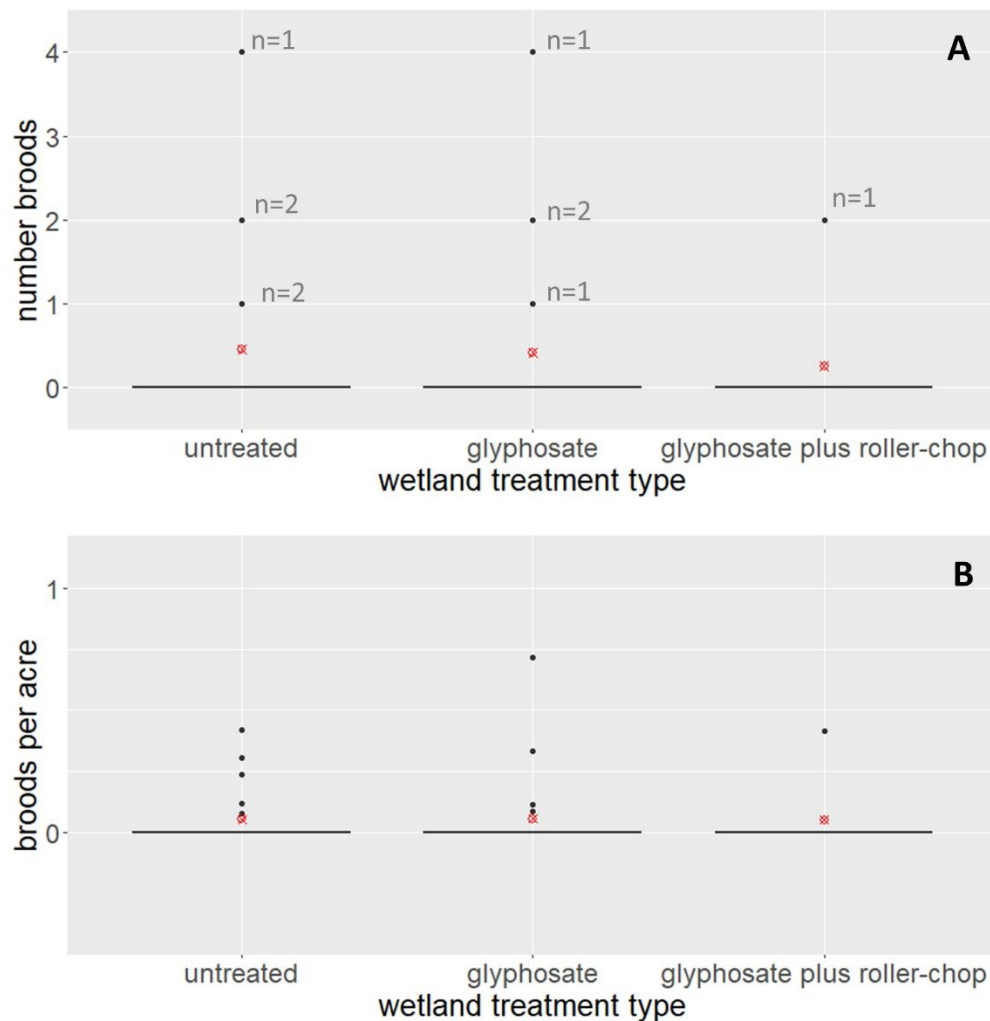 A
number broods
4
3
2
1
0
n=1
n=1
n=2
n=2
n=1
n=2
n=1
untreated
glyphosate
glyphosate plus roller-chop
wetland treatment type
B
broods per acre
1
0
untreated
glyphosate
glyphosate plus roller-chop
wetland treatment type